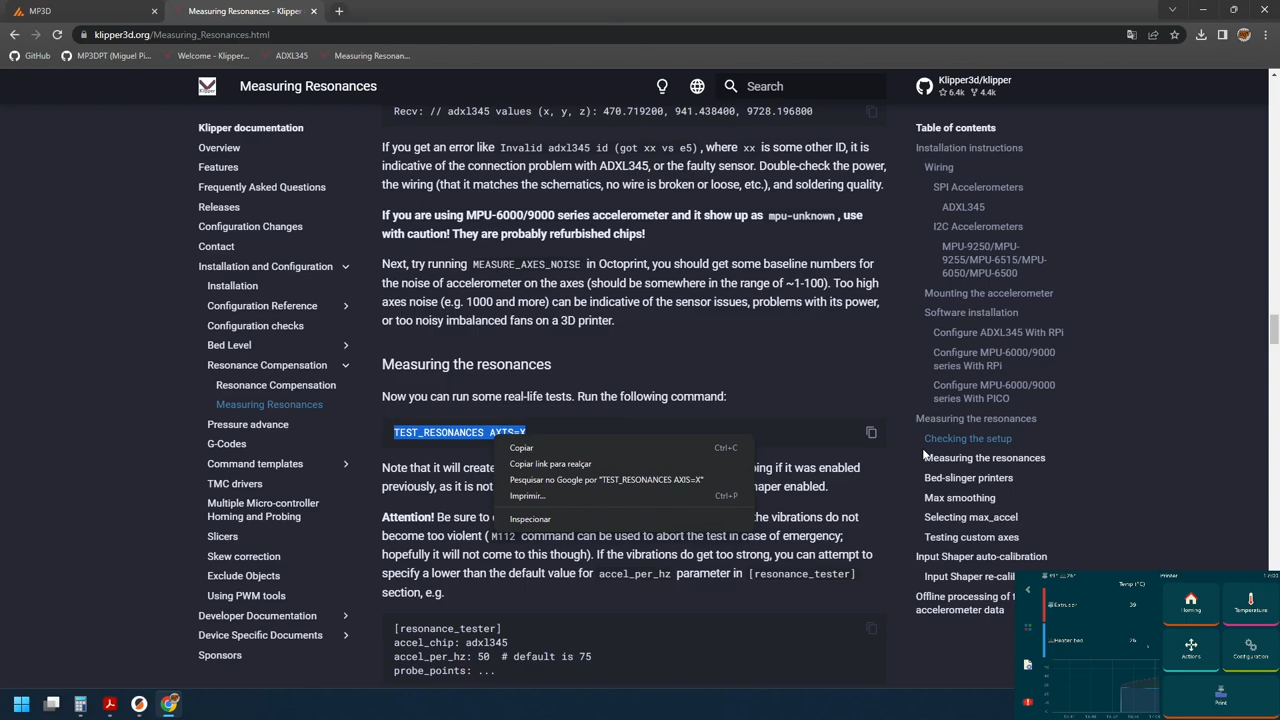 MP3D
Measuring Resonances - Klipper
klipper3d.org/Measuring_Resonances.html
GitHub
MP3DPT (Miguel Pi...
Welcome - Klipper...
ADXL345
Measuring Resonan...
Measuring Resonances
Search
Klipper3d/klipper
6.4k 4.4k
Klipper documentation
Overview
Features
Frequently Asked Questions
Releases
Configuration Changes
Contact
Installation and Configuration
Installation
Configuration Reference
Configuration checks
Bed Level
Resonance Compensation
Resonance Compensation
Measuring Resonances
Pressure advance
G-Codes
Command templates
TMC drivers
Multiple Micro-controller
Homing and Probing
Slicers
Skew correction
Exclude Objects
Using PWM tools
Developer Documentation
Device Specific Documents
Sponsors
Recv: // adxl345 values (x, y, z): 470.719200, 941.438400, 9728.196800
If you get an error like Invalid adxl345 id (got xx vs e5) , where xx is some other ID, it is
indicative of the connection problem with ADXL345, or the faulty sensor. Double-check the power,
the wiring (that it matches the schematics, no wire is broken or loose, etc.), and soldering quality.
If you are using MPU-6000/9000 series accelerometer and it show up as mpu-unknown , use
with caution! They are probably refurbished chips!
Next, try running MEASURE_AXES_NOISE in Octoprint, you should get some baseline numbers for
the noise of accelerometer on the axes (should be somewhere in the range of ~1-100). Too high
axes noise (e.g. 1000 and more) can be indicative of the sensor issues, problems with its power,
or too noisy imbalanced fans on a 3D printer.
Measuring the resonances
Now you can run some real-life tests. Run the following command:
TEST_RESONANCES AXIS=X
Copiar Ctrl+C
Copiar link para realçar
Pesquisar no Google por "TEST_RESONANCES AXIS=X"
Imprimir... Ctrl+P
Inspecionar
Note that it will create ing if it was enabled
previously, as it is not haper enabled.
Attention! Be sure to the vibrations do not
become too violent ( M112 command can be used to abort the test in case of emergency;
hopefully it will not come to this though). If the vibrations do get too strong, you can attempt to
specify a lower than the default value for accel_per_hz parameter in [resonance_tester]
section, e.g.
[resonance_tester]
accel_chip: adxl345
accel_per_hz: 50 # default is 75
probe_points: ...
Table of contents
Installation instructions
Wiring
SPI Accelerometers
ADXL345
I2C Accelerometers
MPU-9250/MPU-
9255/MPU-6515/MPU-
6050/MPU-6500
Mounting the accelerometer
Software installation
Configure ADXL345 With RPi
Configure MPU-6000/9000
series With RPi
Configure MPU-6000/9000
series With PICO
Measuring the resonances
Checking the setup
Measuring the resonances
Bed-slinger printers
Max smoothing
Selecting max_accel
Testing custom axes
Input Shaper auto-calibration
Input Shaper re-cali
Offline processing of t
accelerometer data
Temp (°C)
Extruder 39
Heater bed 26
Printer
Homing
Temperature
Actions
Configuration
Print